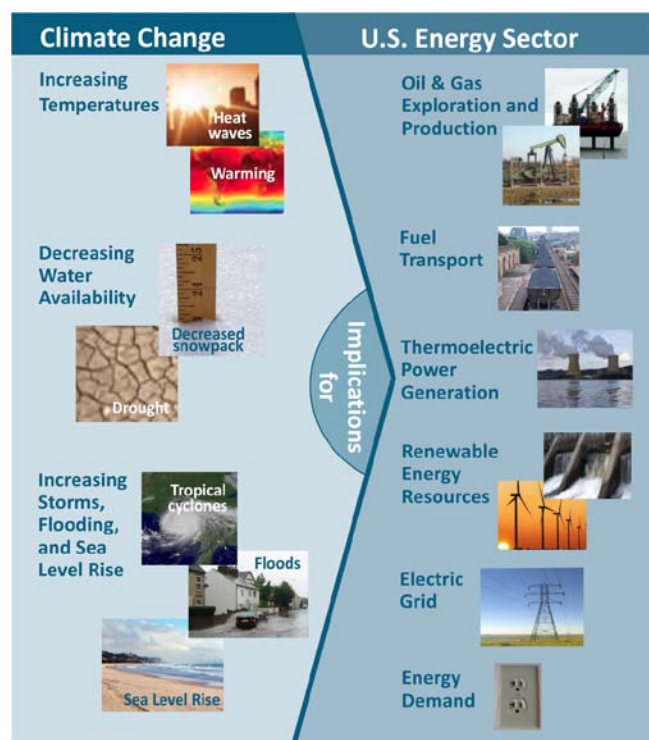 Climate Change
U.S. Energy Sector
Increasing
Temperatures
Heat
waves
Warming
Decreasing
Water
Availability
Decreased
snowpack
Drought
Increasing
Storms,
Flooding,
and Sea
Level Rise
Tropical
cyclones
Floods
Sea Level Rise
Implications
for
Oil & Gas
Exploration and
Production
Fuel
Transport
Thermoelectric
Power
Generation
Renewable
Energy
Resources
Electric
Grid
Energy
Demand